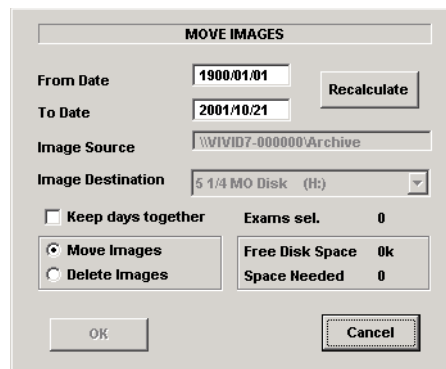 MOVE IMAGES
From Date 1900/01/01
Recalculate
To Date 2001/10/21
Image Source \\VIVID7-000000\Archive
Image Destination 5 1/4 MO Disk (H:)
Keep days together
Exams sel. 0
Move Images
Free Disk Space 0k
Delete Images
Space Needed 0
OK
Cancel